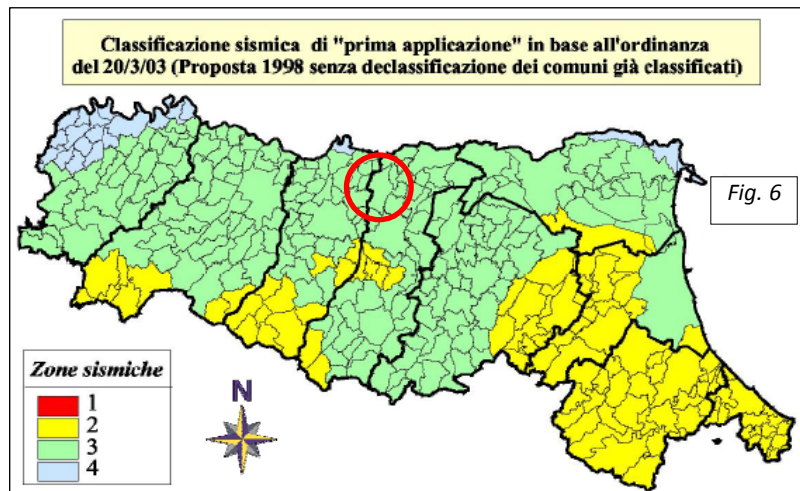 Classificazione sismica di "prima applicazione" in base all'ordinanza
del 20/3/03 (Proposta 1998 senza declassificazione dei comuni già classificati)
Fig. 6
Zone sismiche
1
2
3
4
N